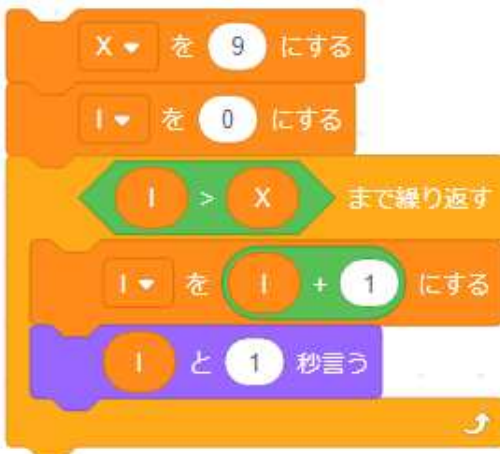 X を 9 にする
I を 0 にする
I > X まで繰り返す
I を I + 1 にする
I と 1 秒言う